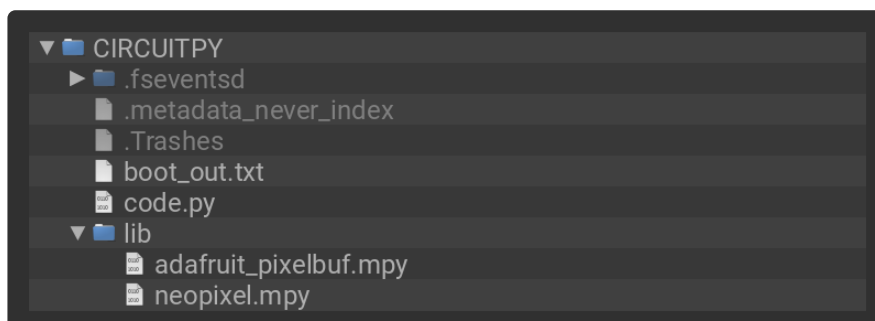 CIRCUITPY
.fseventsd
.metadata_never_index
.Trashes
boot_out.txt
code.py
lib
adafruit_pixelbuf.mpy
neopixel.mpy